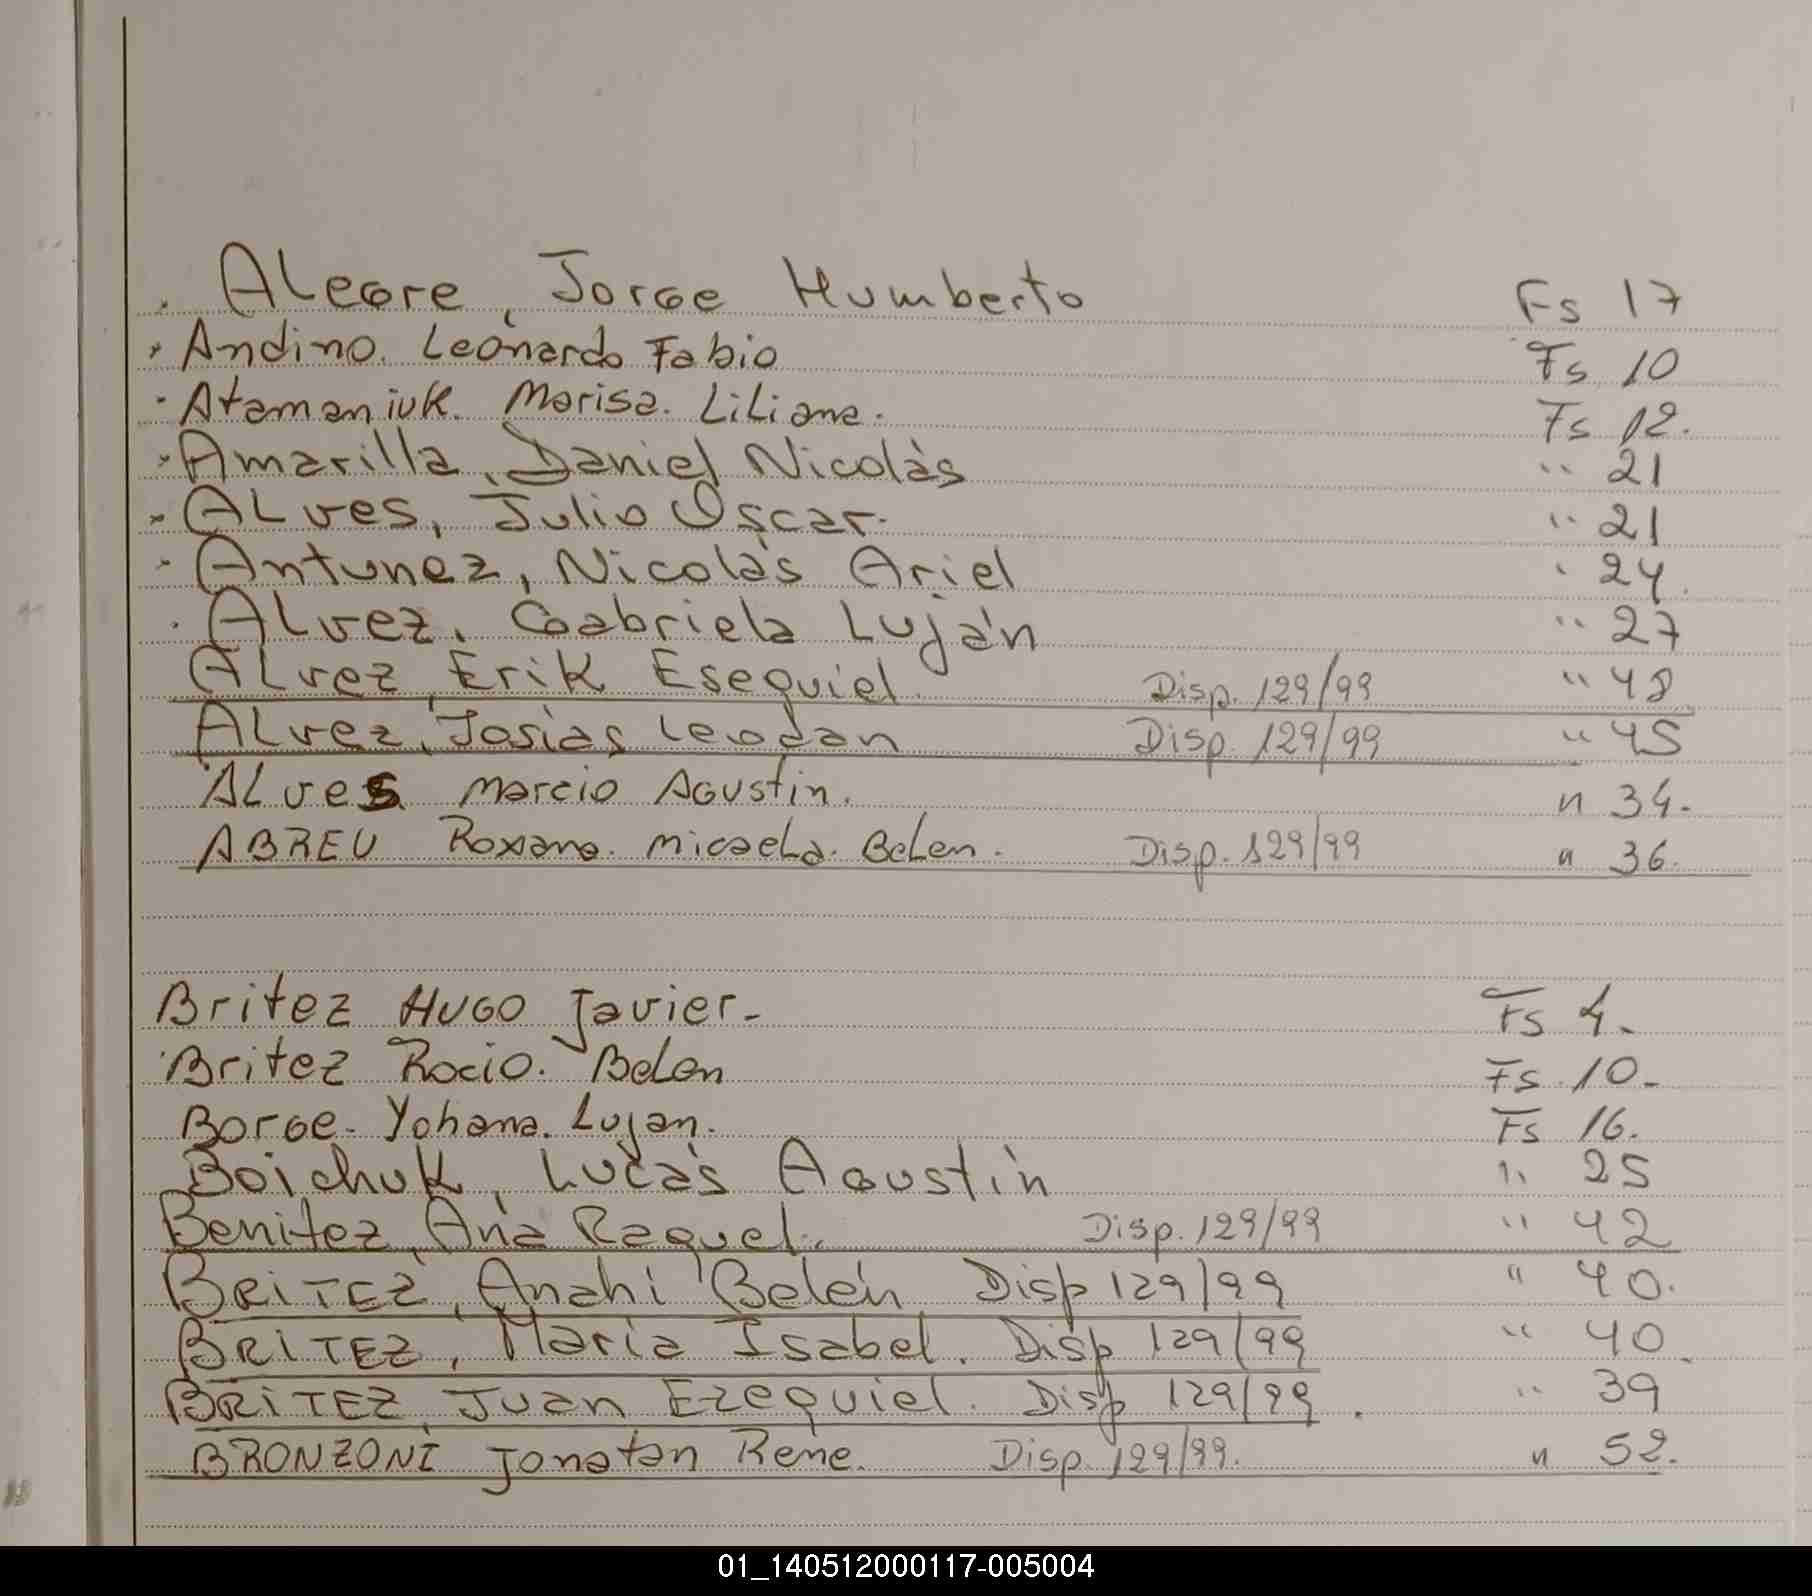 Alegre, Jorge Humberto Fs 17
Andino. Leonardo Fabio Fs 10
Atamaniuk. Marisa. Liliana. Fs 12.
Amarilla, Daniel Nicolás " 21
Alves, Julio Oscar. " 21
Antunez, Nicolás Ariel " 24.
Alvez, Gabriela Luján " 27
Alvez, Erik Esequiel. Disp. 129/99 " 48
Alvez, Josías Leodan Disp. 129/99 " 45
Alves Marcio Agustin. " 34.
ABREU Roxana. Micaela. Belen. Disp. 129/99 " 36.
Britez HUGO Javier. Fs 4.
Britez Rocio. Belen Fs 10.
Borge. Yohana. Lujan. Fs 16.
Boichuk, Lucas Agustín " 25
Benitez, Ana Raquel. Disp. 129/99 " 42
BRITEZ, Anahi Belén Disp 129/99 " 40.
BRITEZ, María Isabel. Disp 129/99 " 40.
BRITEZ, Juan Ezequiel. Disp 129/99. " 39
BRONZONI Jonatan Rene. Disp. 129/99. " 52.
01_140512000117-005004